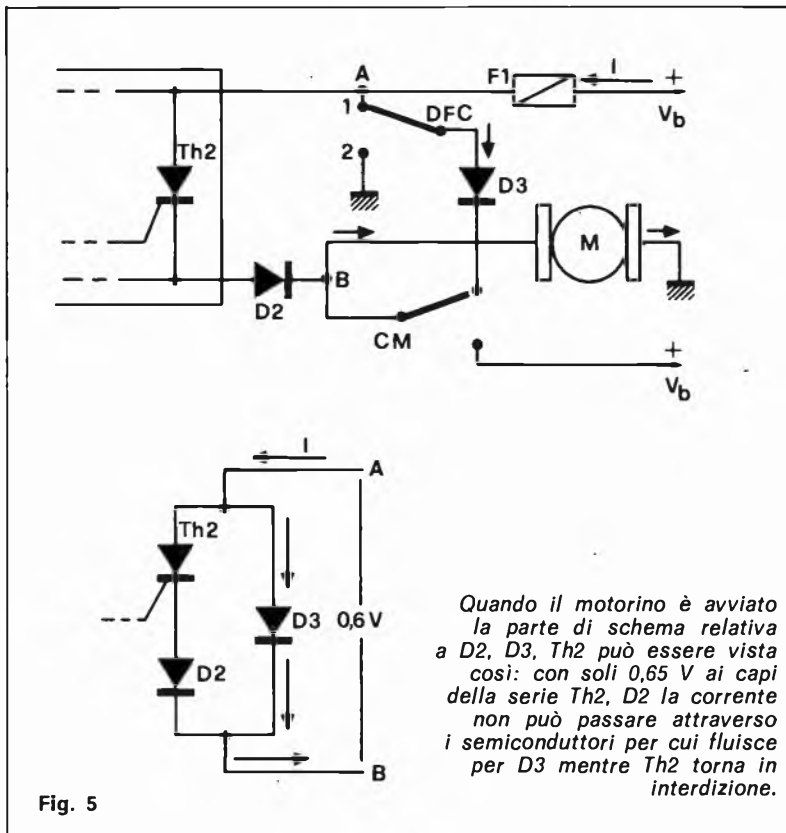 A
F1
I
+
1
DFC
Vb
Th2
2
D3
M
B
D2
CM
+
Vb
I
A
Th2
D3
0,6 V
D2
B
Quando il motorino è avviato
la parte di schema relativa
a D2, D3, Th2 può essere vista
così: con soli 0,65 V ai capi
della serie Th2, D2 la corrente
non può passare attraverso
i semiconduttori per cui fluisce
per D3 mentre Th2 torna in
interdizione.
Fig. 5